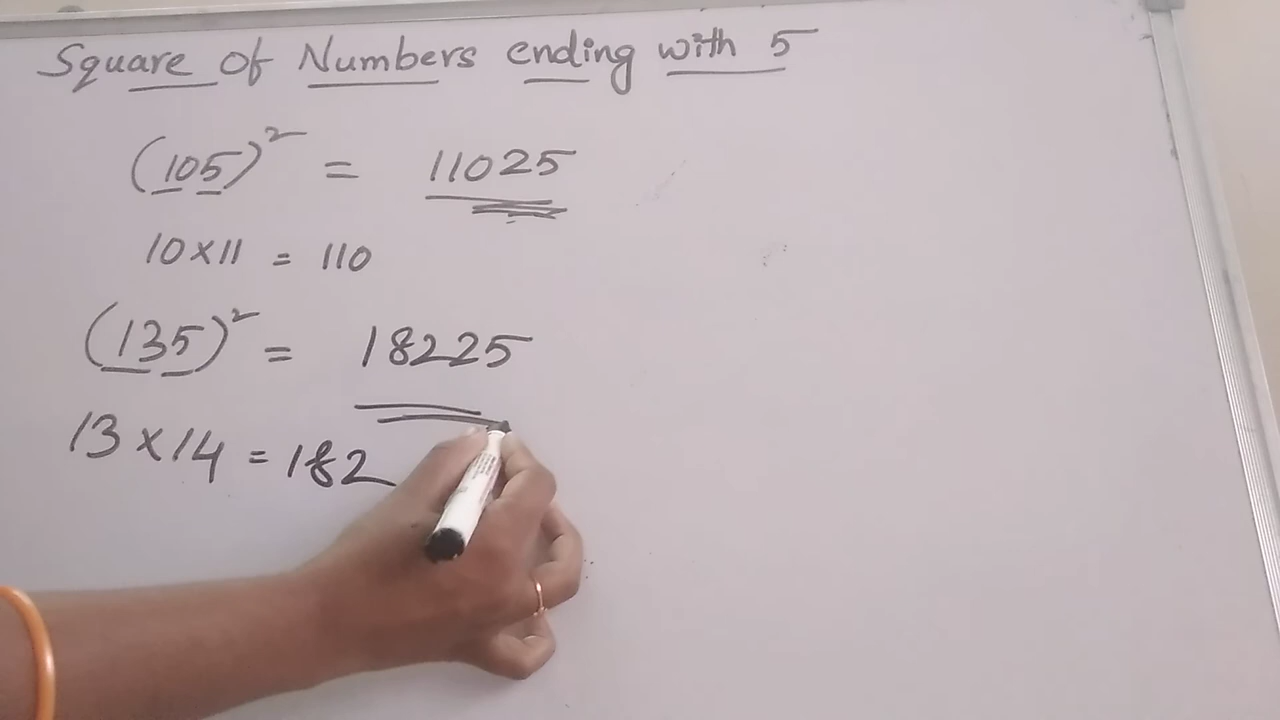 Square of Numbers ending with 5
(105)² = 11025
10×11 = 110
(135)² = 18225
13×14 = 182